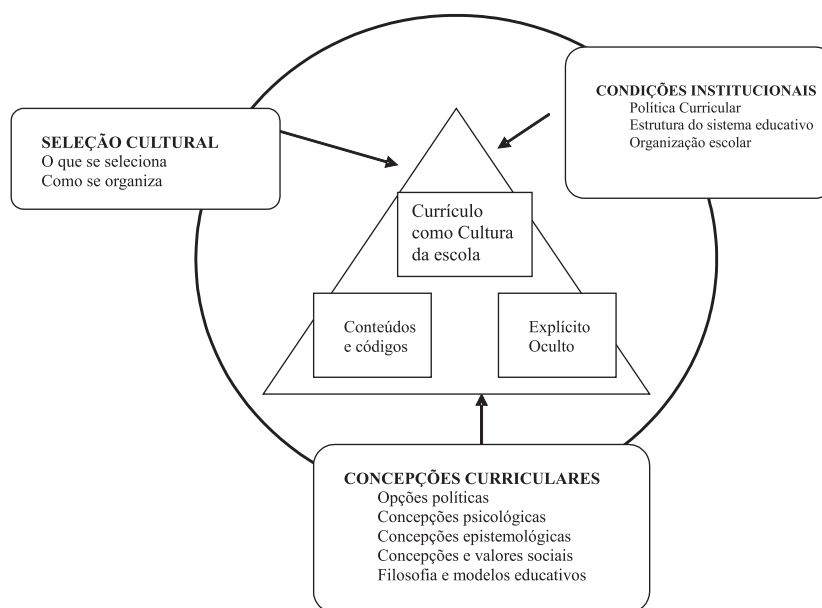 SELEÇÃO CULTURAL
O que se seleciona
Como se organiza
CONDIÇÕES INSTITUCIONAIS
Política Curricular
Estrutura do sistema educativo
Organização escolar
Currículo
como Cultura
da escola
Conteúdos
e códigos
Explícito
Oculto
CONCEPÇÕES CURRICULARES
Opções políticas
Concepções psicológicas
Concepções epistemológicas
Concepções e valores sociais
Filosofia e modelos educativos